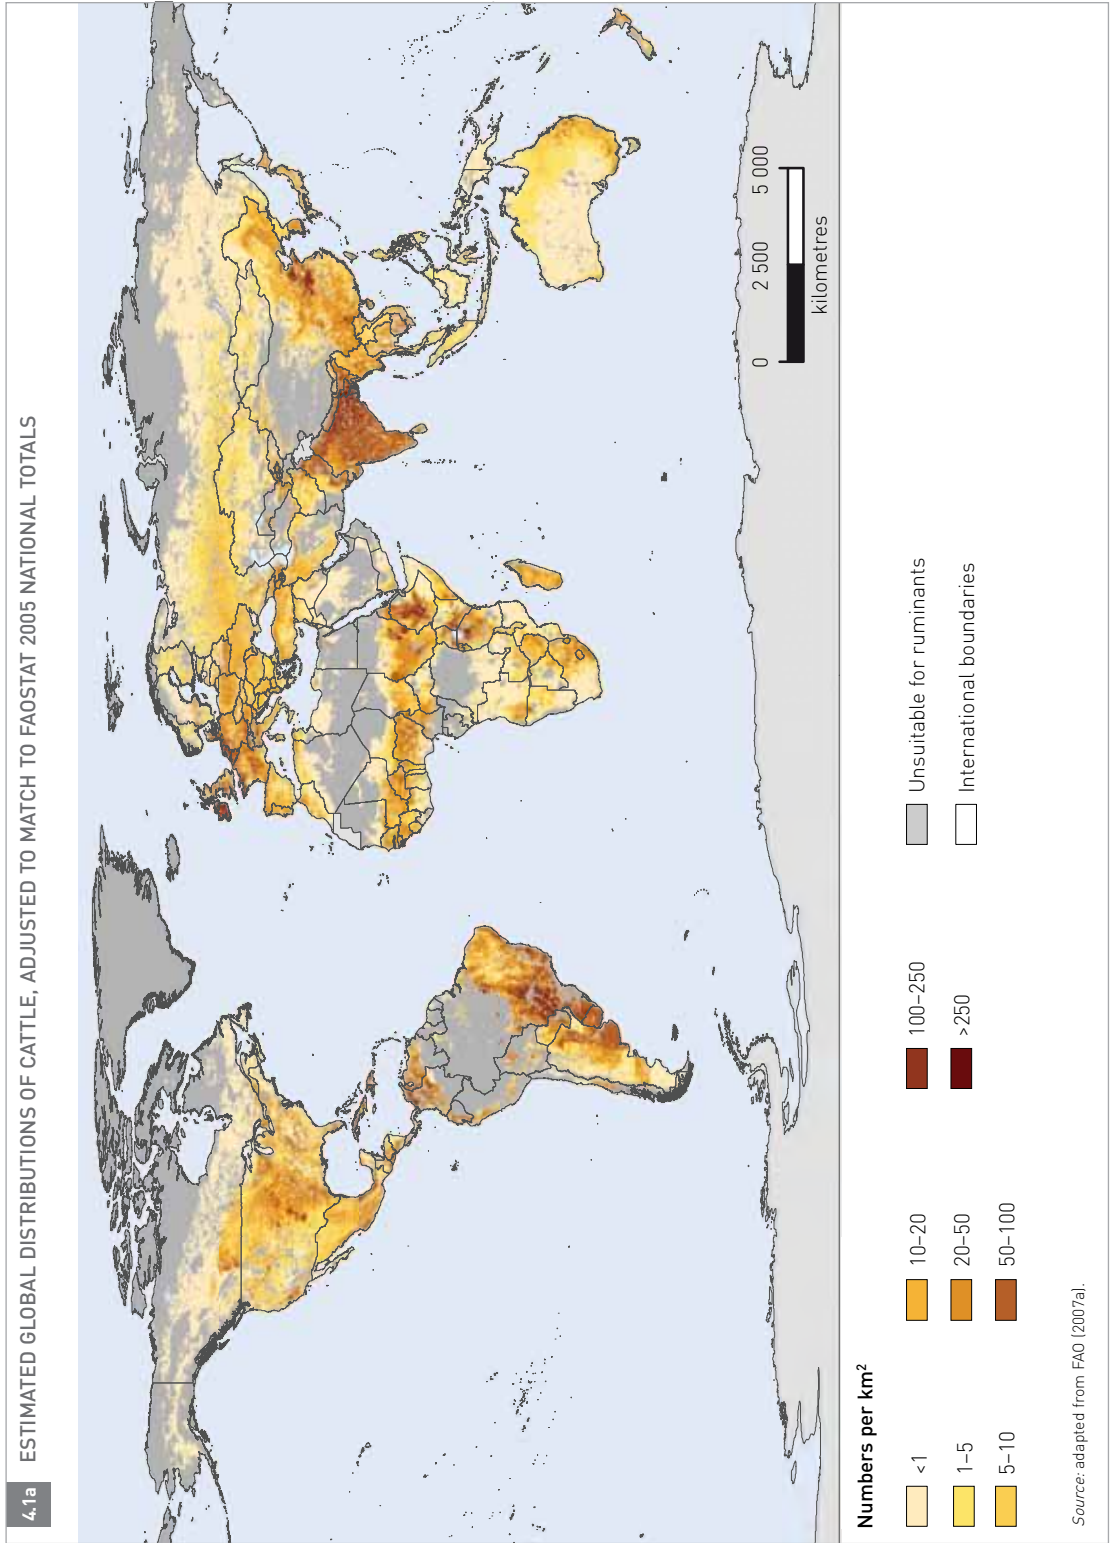 4.1a ESTIMATED GLOBAL DISTRIBUTIONS OF CATTLE, ADJUSTED TO MATCH TO FAOSTAT 2005 NATIONAL TOTALS
0 2 500 5 000
kilometres
Numbers per km²
<1
1–5
5–10
10–20
20–50
50–100
100–250
>250
Unsuitable for ruminants
International boundaries
Source: adapted from FAO (2007a).